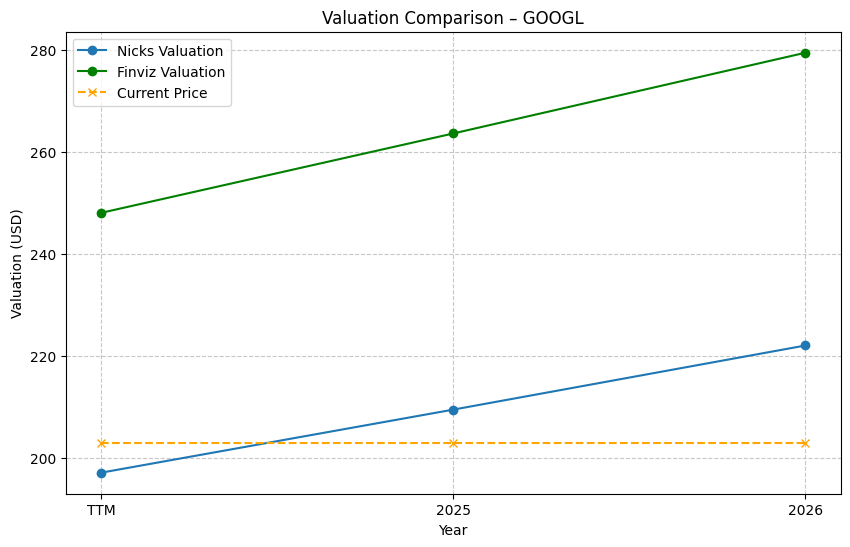 Valuation Comparison – GOOGL
Nicks Valuation
Finviz Valuation
Current Price
Valuation (USD)
280
260
240
220
200
TTM
2025
2026
Year